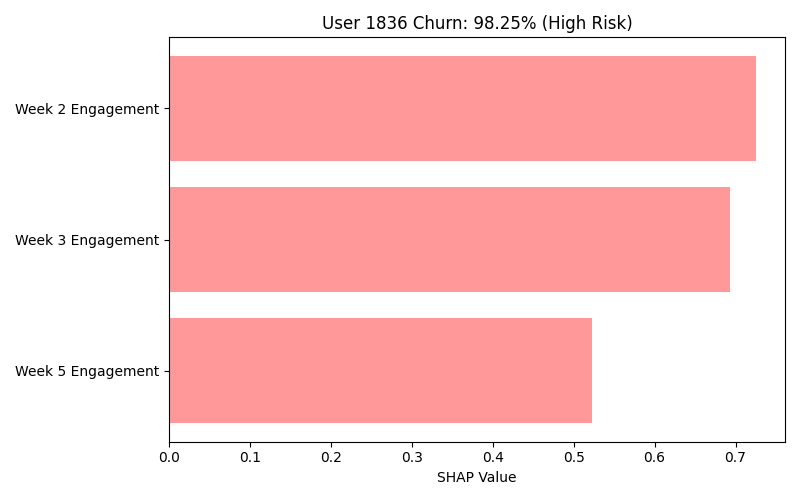 User 1836 Churn: 98.25% (High Risk)
Week 2 Engagement
Week 3 Engagement
Week 5 Engagement
0.0 0.1 0.2 0.3 0.4 0.5 0.6 0.7
SHAP Value